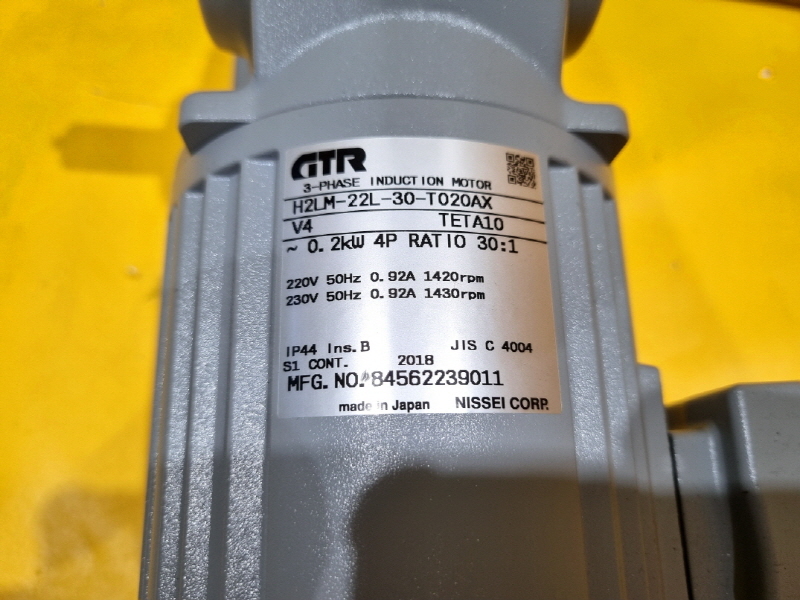 GTR
3-PHASE INDUCTION MOTOR
H2LM-22L-30-T020AX
V4 TETA10
~ 0.2kW 4P RATIO 30:1
220V 50Hz 0.92A 1420rpm
230V 50Hz 0.92A 1430rpm
IP44 Ins.B JIS C 4004
S1 CONT. 2018
MFG. NO. 84562239011
made in Japan NISSEI CORP.